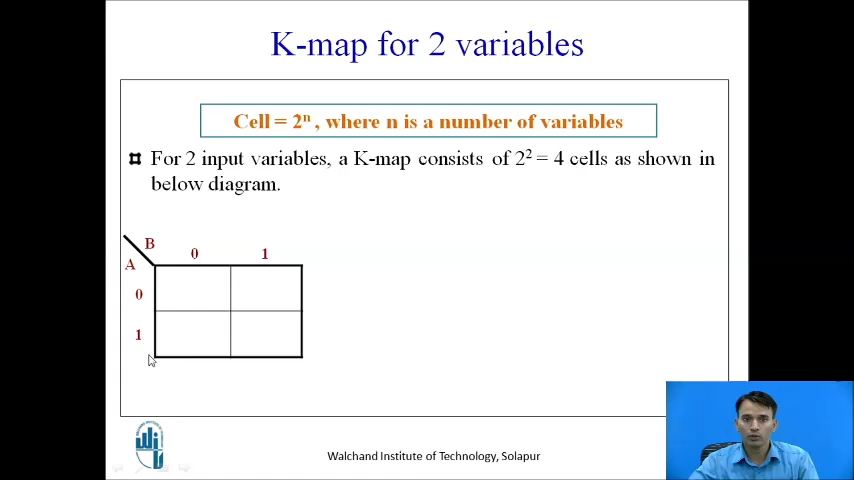 K-map for 2 variables
Cell = 2ⁿ , where n is a number of variables
For 2 input variables, a K-map consists of 2² = 4 cells as shown in
below diagram.
B
0 1
A
0
1
Walchand Institute of Technology, Solapur